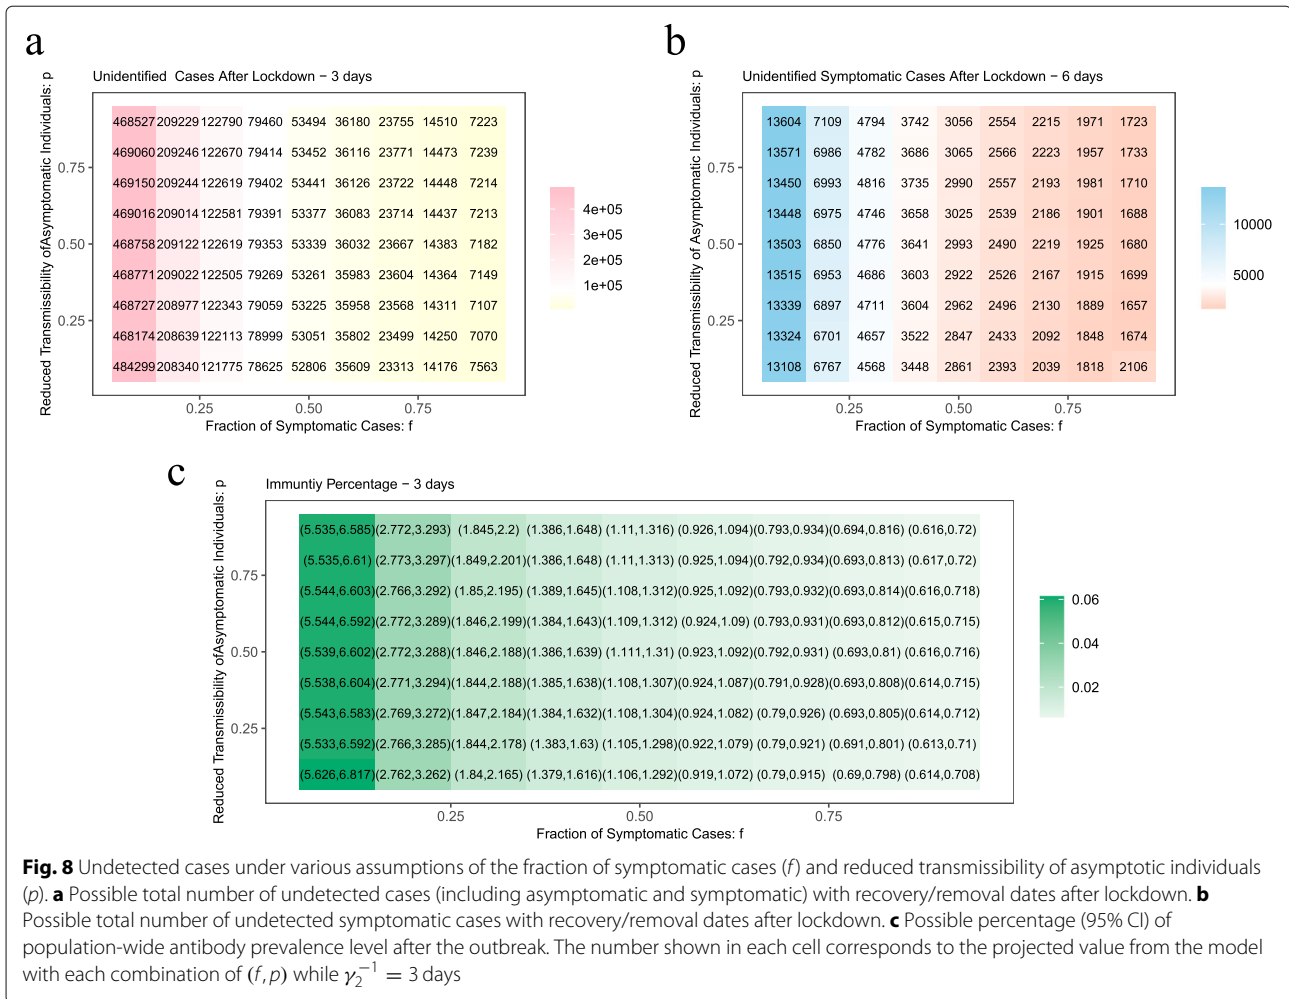 a
Unidentified Cases After Lockdown − 3 days
Reduced Transmissibility ofAsymptomatic Individuals: p
0.75
0.50
0.25
468527 209229 122790 79460 53494 36180 23755 14510 7223
469060 209246 122670 79414 53452 36116 23771 14473 7239
469150 209244 122619 79402 53441 36126 23722 14448 7214
469016 209014 122581 79391 53377 36083 23714 14437 7213
468758 209122 122619 79353 53339 36032 23667 14383 7182
468771 209022 122505 79269 53261 35983 23604 14364 7149
468727 208977 122343 79059 53225 35958 23568 14311 7107
468174 208639 122113 78999 53051 35802 23499 14250 7070
484299 208340 121775 78625 52806 35609 23313 14176 7563
0.25 0.50 0.75
Fraction of Symptomatic Cases: f
4e+05
3e+05
2e+05
1e+05
b
Unidentified Symptomatic Cases After Lockdown − 6 days
Reduced Transmissibility of Asymptomatic Individuals: p
0.75
0.50
0.25
13604 7109 4794 3742 3056 2554 2215 1971 1723
13571 6986 4782 3686 3065 2566 2223 1957 1733
13450 6993 4816 3735 2990 2557 2193 1981 1710
13448 6975 4746 3658 3025 2539 2186 1901 1688
13503 6850 4776 3641 2993 2490 2219 1925 1680
13515 6953 4686 3603 2922 2526 2167 1915 1699
13339 6897 4711 3604 2962 2496 2130 1889 1657
13324 6701 4657 3522 2847 2433 2092 1848 1674
13108 6767 4568 3448 2861 2393 2039 1818 2106
0.25 0.50 0.75
Fraction of Symptomatic Cases: f
10000
5000
c
Immuntiy Percentage − 3 days
Reduced Transmissibility ofAsymptomatic Individuals: p
0.75
0.50
0.25
(5.535,6.585) (2.772,3.293) (1.845,2.2) (1.386,1.648) (1.11,1.316) (0.926,1.094) (0.793,0.934) (0.694,0.816) (0.616,0.72)
(5.535,6.61) (2.773,3.297) (1.849,2.201) (1.386,1.648) (1.11,1.313) (0.925,1.094) (0.792,0.934) (0.693,0.813) (0.617,0.72)
(5.544,6.603) (2.766,3.292) (1.85,2.195) (1.389,1.645) (1.108,1.312) (0.925,1.092) (0.793,0.932) (0.693,0.814) (0.616,0.718)
(5.544,6.592) (2.772,3.289) (1.846,2.199) (1.384,1.643) (1.109,1.312) (0.924,1.09) (0.793,0.931) (0.693,0.812) (0.615,0.715)
(5.539,6.602) (2.772,3.288) (1.846,2.188) (1.386,1.639) (1.111,1.31) (0.923,1.092) (0.792,0.931) (0.693,0.81) (0.616,0.716)
(5.538,6.604) (2.771,3.294) (1.844,2.188) (1.385,1.638) (1.108,1.307) (0.924,1.087) (0.791,0.928) (0.693,0.808) (0.614,0.715)
(5.543,6.583) (2.769,3.272) (1.847,2.184) (1.384,1.632) (1.108,1.304) (0.924,1.082) (0.79,0.926) (0.693,0.805) (0.614,0.712)
(5.533,6.592) (2.766,3.285) (1.844,2.178) (1.383,1.63) (1.105,1.298) (0.922,1.079) (0.79,0.921) (0.691,0.801) (0.613,0.71)
(5.626,6.817) (2.762,3.262) (1.84,2.165) (1.379,1.616) (1.106,1.292) (0.919,1.072) (0.79,0.915) (0.69,0.798) (0.614,0.708)
0.25 0.50 0.75
Fraction of Symptomatic Cases: f
0.06
0.04
0.02
Fig. 8 Undetected cases under various assumptions of the fraction of symptomatic cases (f) and reduced transmissibility of asymptotic individuals
(p). a Possible total number of undetected cases (including asymptomatic and symptomatic) with recovery/removal dates after lockdown. b
Possible total number of undetected symptomatic cases with recovery/removal dates after lockdown. c Possible percentage (95% CI) of
population-wide antibody prevalence level after the outbreak. The number shown in each cell corresponds to the projected value from the model
with each combination of (f, p) while γ₂⁻¹ = 3 days